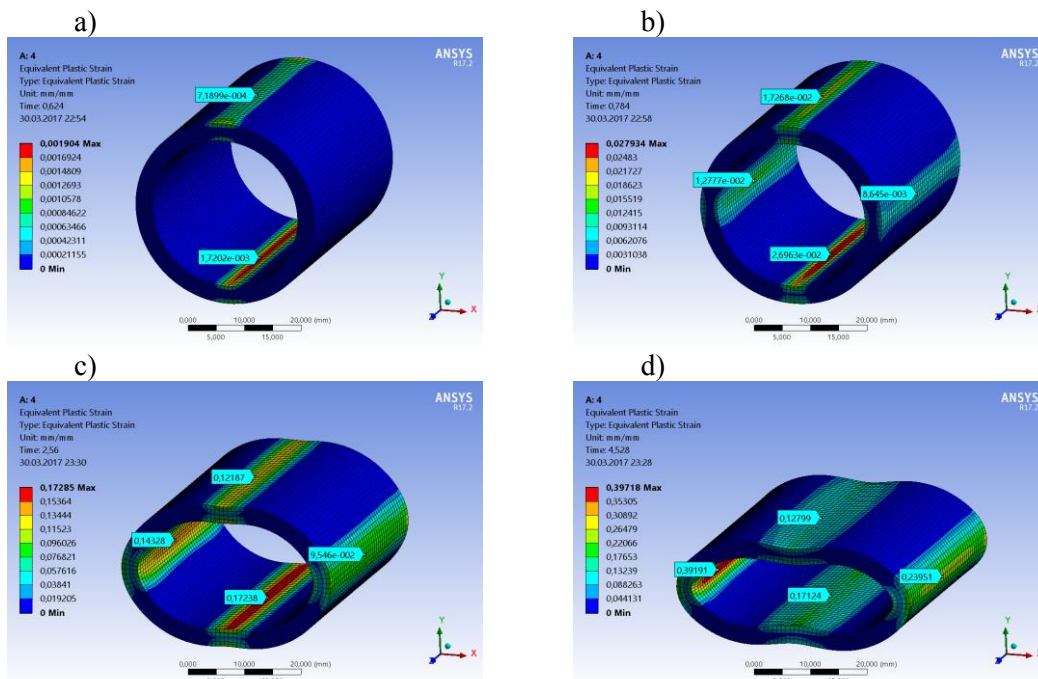 a)
A: 4
Equivalent Plastic Strain
Type: Equivalent Plastic Strain
Unit: mm/mm
Time: 0,624
30.03.2017 22:54
ANSYS
R17.2
0,001904 Max
0,0016924
0,0014809
0,0012693
0,0010578
0,00084622
0,00063466
0,00042311
0,00021155
0 Min
7,1899e-004
1,7202e-003
Y
X
Z
0,000 10,000 20,000 (mm)
5,000 15,000
b)
A: 4
Equivalent Plastic Strain
Type: Equivalent Plastic Strain
Unit: mm/mm
Time: 0,784
30.03.2017 22:58
ANSYS
R17.2
0,027934 Max
0,02483
0,021727
0,018623
0,015519
0,012415
0,0093114
0,0062076
0,0031038
0 Min
1,7268e-002
1,2777e-002
8,645e-003
2,6963e-002
Y
X
Z
0,000 10,000 20,000 (mm)
5,000 15,000
c)
A: 4
Equivalent Plastic Strain
Type: Equivalent Plastic Strain
Unit: mm/mm
Time: 2,56
30.03.2017 23:30
ANSYS
R17.2
0,17285 Max
0,15364
0,13444
0,11523
0,096026
0,076821
0,057616
0,03841
0,019205
0 Min
0,12187
0,14328
9,546e-002
0,17238
Y
X
Z
0,000 10,000 20,000 (mm)
d)
A: 4
Equivalent Plastic Strain
Type: Equivalent Plastic Strain
Unit: mm/mm
Time: 4,528
30.03.2017 23:28
ANSYS
R17.2
0,39718 Max
0,35305
0,30892
0,26479
0,22066
0,17653
0,13239
0,088263
0,044131
0 Min
0,12799
0,39191
0,23951
0,17124
Y
X
Z
0,000 10,000 20,000 (mm)